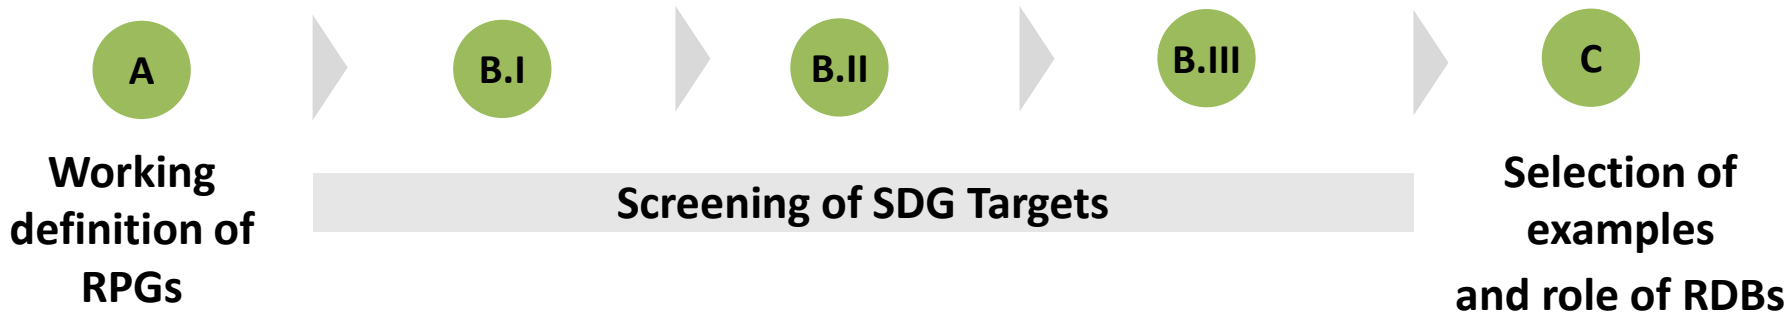 A
B.I
B.II
B.III
C
Working
definition of
RPGs
Screening of SDG Targets
Selection of
examples
and role of RDBs